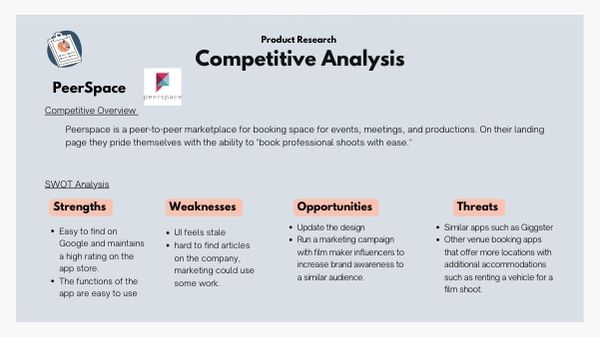 Product Research
Competitive Analysis
PeerSpace
peerspace
Competitive Overview
Peerspace is a peer-to-peer marketplace for booking space for events, meetings, and productions. On their landing
page they pride themselves with the ability to "book professional shoots with ease."
SWOT Analysis
Strengths
• Easy to find on
Google and maintains
a high rating on the
app store.
• The functions of the
app are easy to use
Weaknesses
• UI feels stale
• hard to find articles
on the company,
marketing could use
some work.
Opportunities
• Update the design
• Run a marketing campaign
with film maker influencers to
increase brand awareness to
a similar audience.
Threats
• Similar apps such as Giggster
• Other venue booking apps
that offer more locations with
additional accommodations
such as renting a vehicle for a
film shoot.